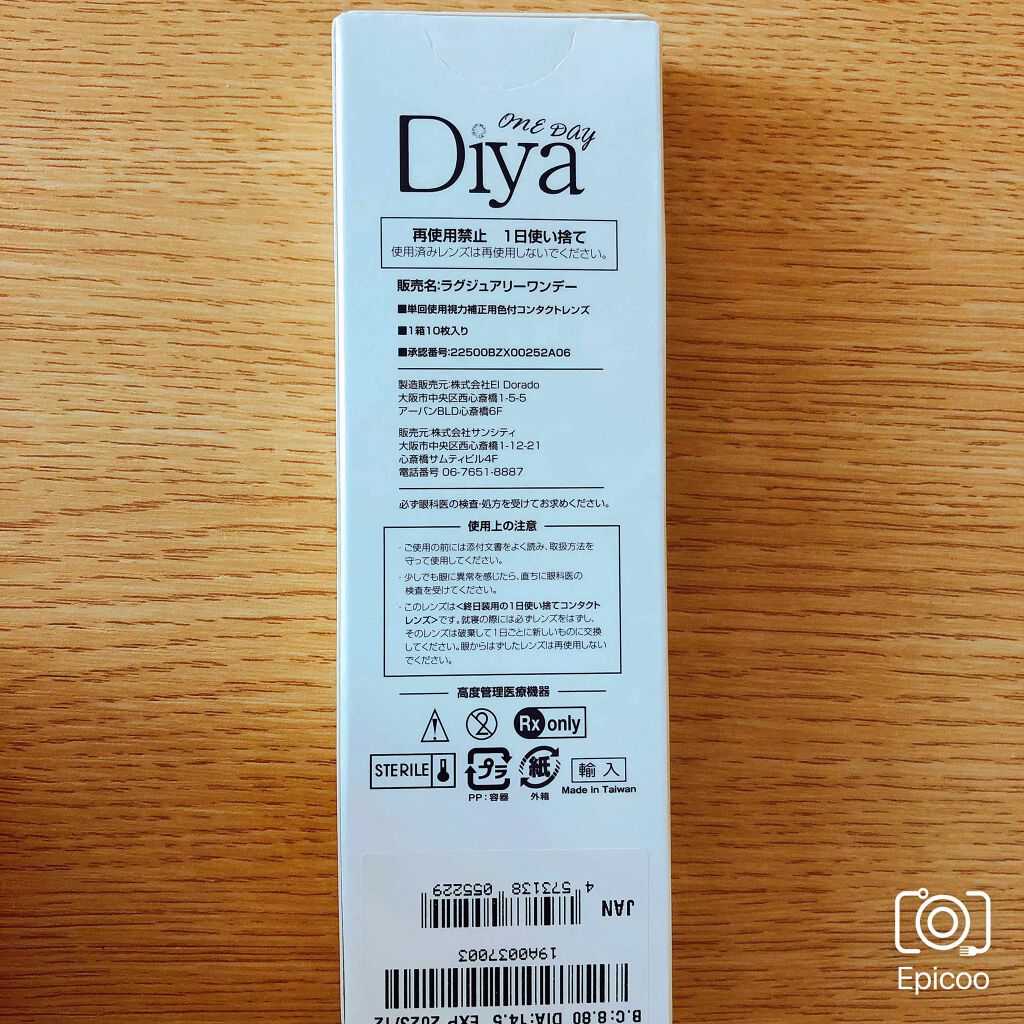 ONE DAY
Diya
再使用禁止　1日使い捨て
使用済みレンズは再使用しないでください。
販売名:ラグジュアリーワンデー
■単回使用視力補正用色付コンタクトレンズ
■1箱10枚入り
■承認番号:22500BZX00252A06
製造販売元:株式会社El Dorado
大阪市中央区西心斎橋1-5-5
アーバンBLD心斎橋6F
販売元:株式会社サンシティ
大阪市中央区西心斎橋1-12-21
心斎橋サムティビル4F
電話番号 06-7651-8887
必ず眼科医の検査・処方を受けてお求めください。
使用上の注意
・ご使用の前には添付文書をよく読み、取扱方法を
守って使用してください。
・少しでも眼に異常を感じたら、直ちに眼科医の
検査を受けてください。
・このレンズは<終日装用の1日使い捨てコンタクト
レンズ>です。就寝の際には必ずレンズをはずし、
そのレンズは破棄して1日ごとに新しいものに交換
してください。眼からはずしたレンズは再使用しない
でください。
高度管理医療機器
2
Rx only
STERILE
プラ
紙
輸入
PP:容器
外箱
Made in Taiwan
4 573138 055229
JAN
19A0037003
B.C:8.80 DIA:14.5 EXP 2023/12
Epicoo